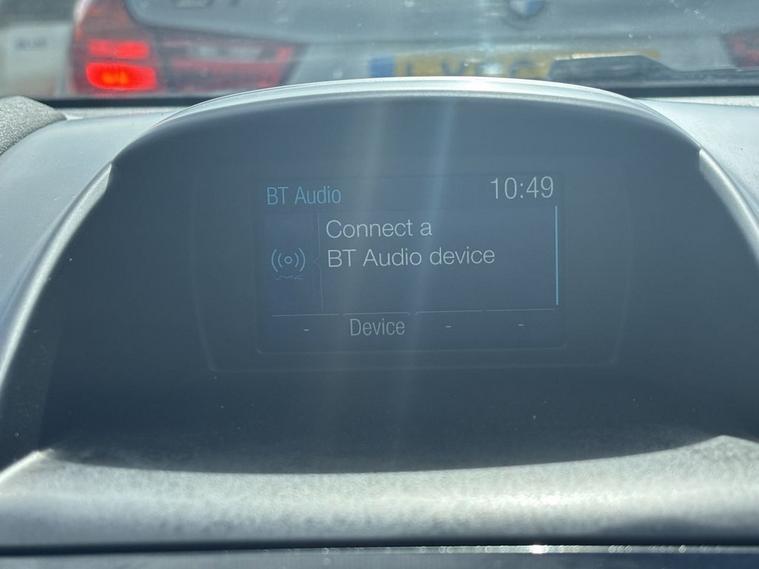 BT Audio 10:49
Connect a
BT Audio device
- Device - -